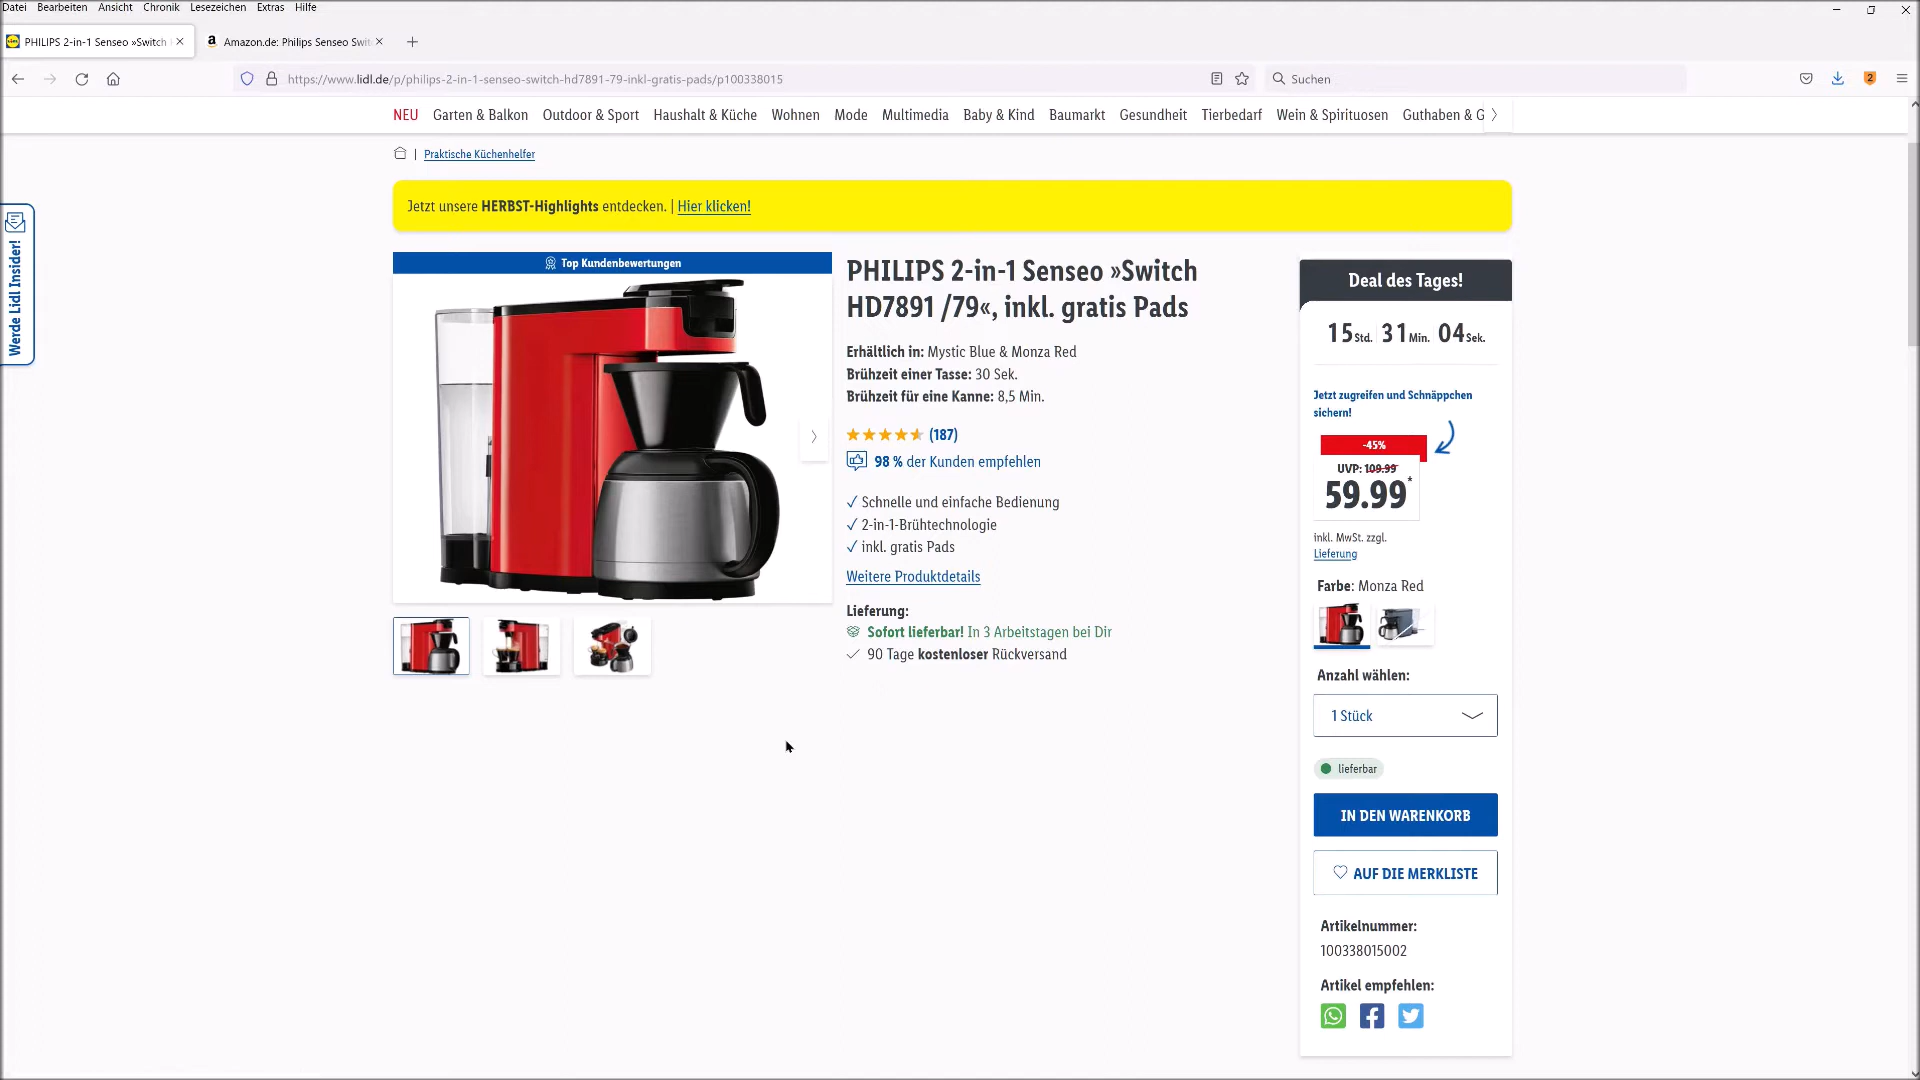 Datei Bearbeiten Ansicht Chronik Lesezeichen Extras Hilfe
PHILIPS 2-in-1 Senseo »Switch
Amazon.de: Philips Senseo Swit
https://www.lidl.de/p/philips-2-in-1-senseo-switch-hd7891-79-inkl-gratis-pads/p100338015
Suchen
2
NEU Garten & Balkon Outdoor & Sport Haushalt & Küche Wohnen Mode Multimedia Baby & Kind Baumarkt Gesundheit Tierbedarf Wein & Spirituosen Guthaben & G
| Praktische Küchenhelfer
Jetzt unsere HERBST-Highlights entdecken. | Hier klicken!
Werde Lidl Insider!
Top Kundenbewertungen
PHILIPS 2-in-1 Senseo »Switch
HD7891 /79«, inkl. gratis Pads
Erhältlich in: Mystic Blue & Monza Red
Brühzeit einer Tasse: 30 Sek.
Brühzeit für eine Kanne: 8,5 Min.
(187)
98 % der Kunden empfehlen
✓ Schnelle und einfache Bedienung
✓ 2-in-1-Brühtechnologie
✓ inkl. gratis Pads
Weitere Produktdetails
Lieferung:
Sofort lieferbar! In 3 Arbeitstagen bei Dir
90 Tage kostenloser Rückversand
Deal des Tages!
15 Std. 31 Min. 04 Sek.
Jetzt zugreifen und Schnäppchen
sichern!
-45%
UVP: 109.99
59.99*
inkl. MwSt. zzgl.
Lieferung
Farbe: Monza Red
Anzahl wählen:
1 Stück
lieferbar
IN DEN WARENKORB
AUF DIE MERKLISTE
Artikelnummer:
100338015002
Artikel empfehlen: